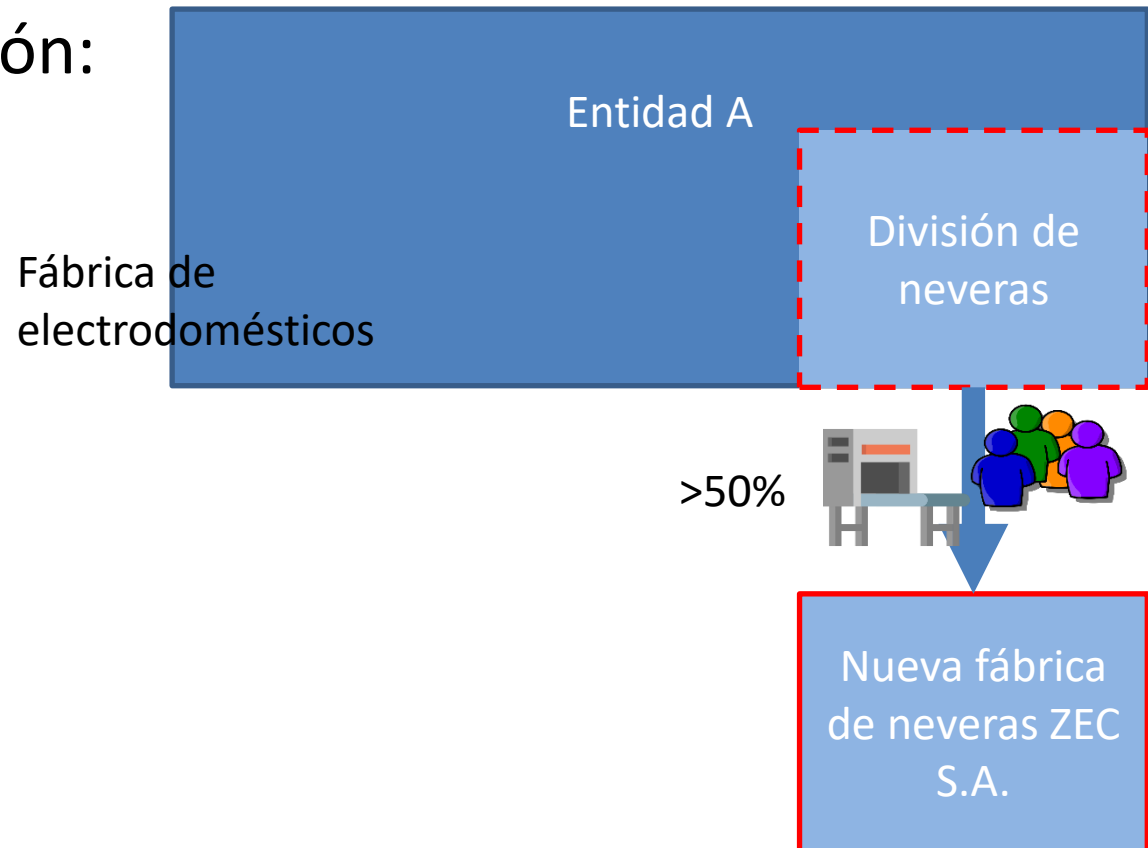 ón:
Entidad A
División de
neveras
Fábrica de
electrodomésticos
>50%
Nueva fábrica
de neveras ZEC
S.A.